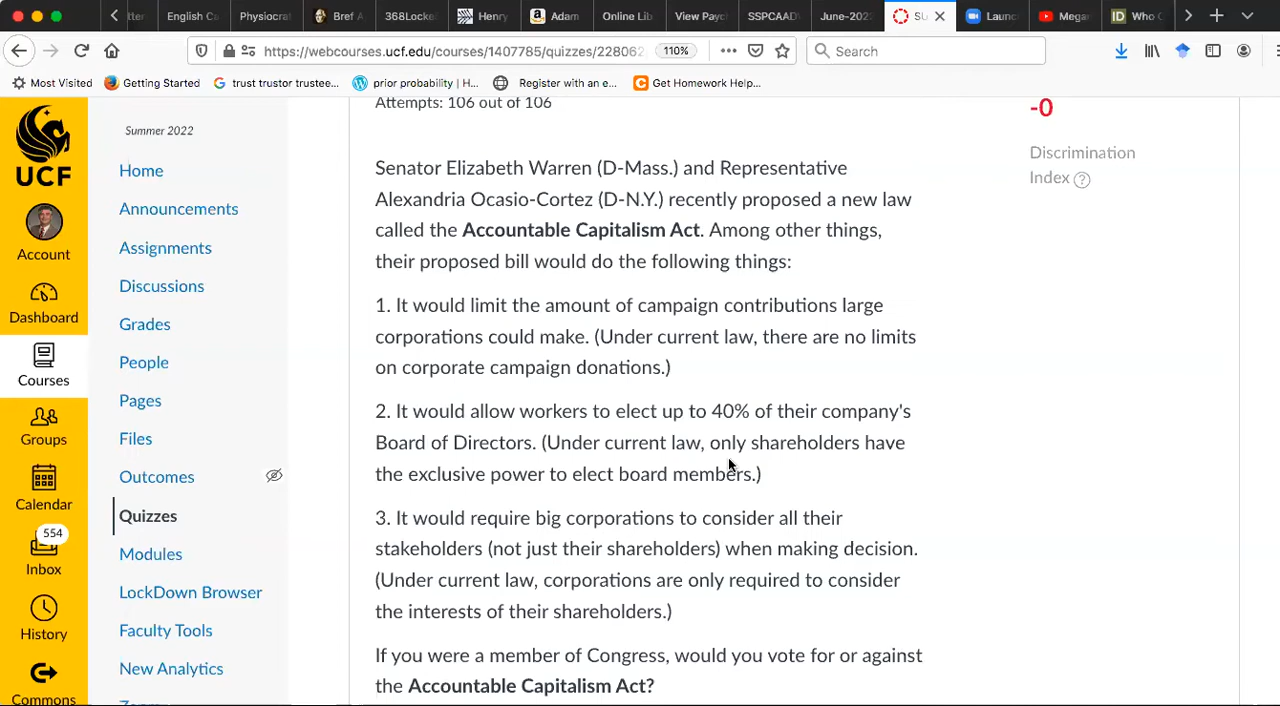 tter English Ca Physiocrat Bref A 368Locke Henry Adam Online Lib View Payc SSPCAAD June-202 Su Launc Megan Who C
https://webcourses.ucf.edu/courses/1407785/quizzes/228062 110% Search
Most Visited Getting Started trust trustor trustee... prior probability | H... Register with an e... Get Homework Help...
UCF
Account
Dashboard
Courses
Groups
Calendar
554
Inbox
History
Commons
Summer 2022
Home
Announcements
Assignments
Discussions
Grades
People
Pages
Files
Outcomes
Quizzes
Modules
LockDown Browser
Faculty Tools
New Analytics
Attempts: 106 out of 106
Senator Elizabeth Warren (D-Mass.) and Representative
Alexandria Ocasio-Cortez (D-N.Y.) recently proposed a new law
called the Accountable Capitalism Act. Among other things,
their proposed bill would do the following things:
1. It would limit the amount of campaign contributions large
corporations could make. (Under current law, there are no limits
on corporate campaign donations.)
2. It would allow workers to elect up to 40% of their company's
Board of Directors. (Under current law, only shareholders have
the exclusive power to elect board members.)
3. It would require big corporations to consider all their
stakeholders (not just their shareholders) when making decision.
(Under current law, corporations are only required to consider
the interests of their shareholders.)
If you were a member of Congress, would you vote for or against
the Accountable Capitalism Act?
-0
Discrimination
Index ?